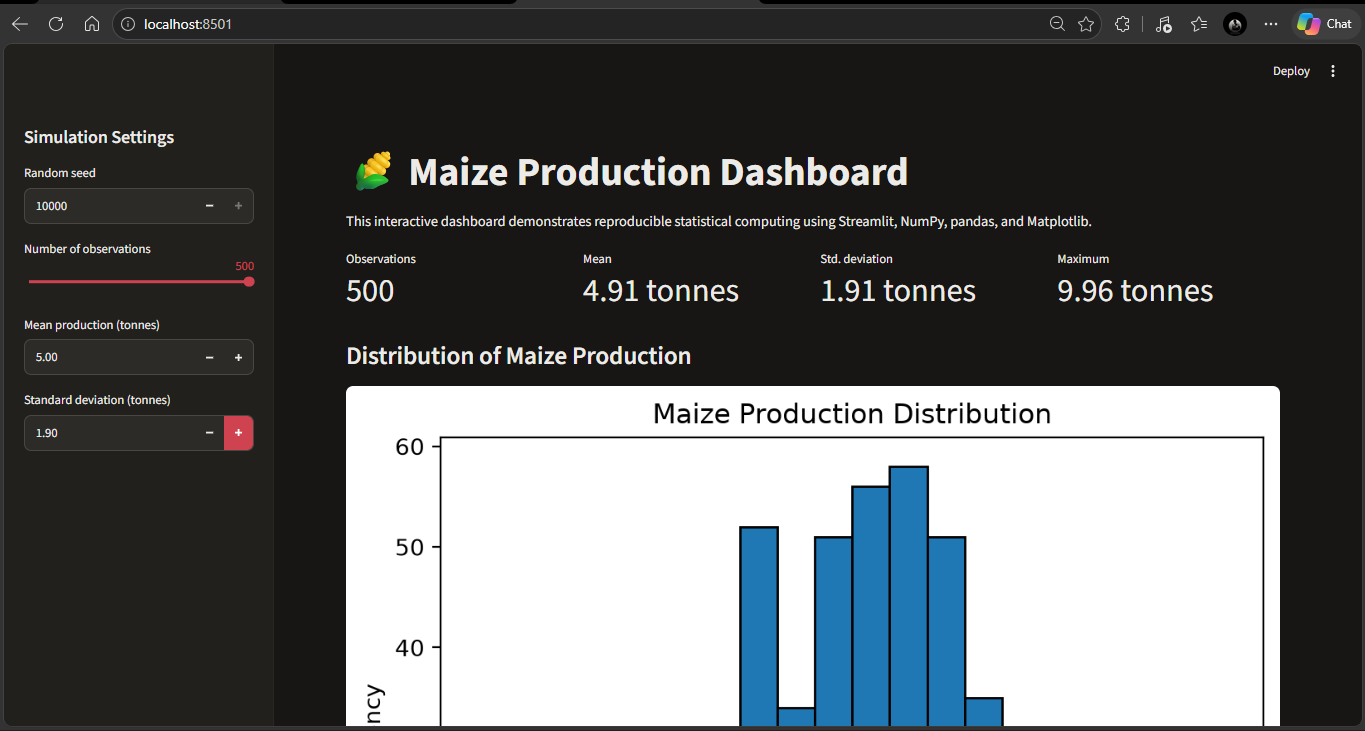 localhost:8501
Chat
Deploy
Simulation Settings
Random seed
10000
Number of observations
500
Mean production (tonnes)
5.00
Standard deviation (tonnes)
1.90
🌽 Maize Production Dashboard
This interactive dashboard demonstrates reproducible statistical computing using Streamlit, NumPy, pandas, and Matplotlib.
Observations
500
Mean
4.91 tonnes
Std. deviation
1.91 tonnes
Maximum
9.96 tonnes
Distribution of Maize Production
Maize Production Distribution
60
50
40
ncy